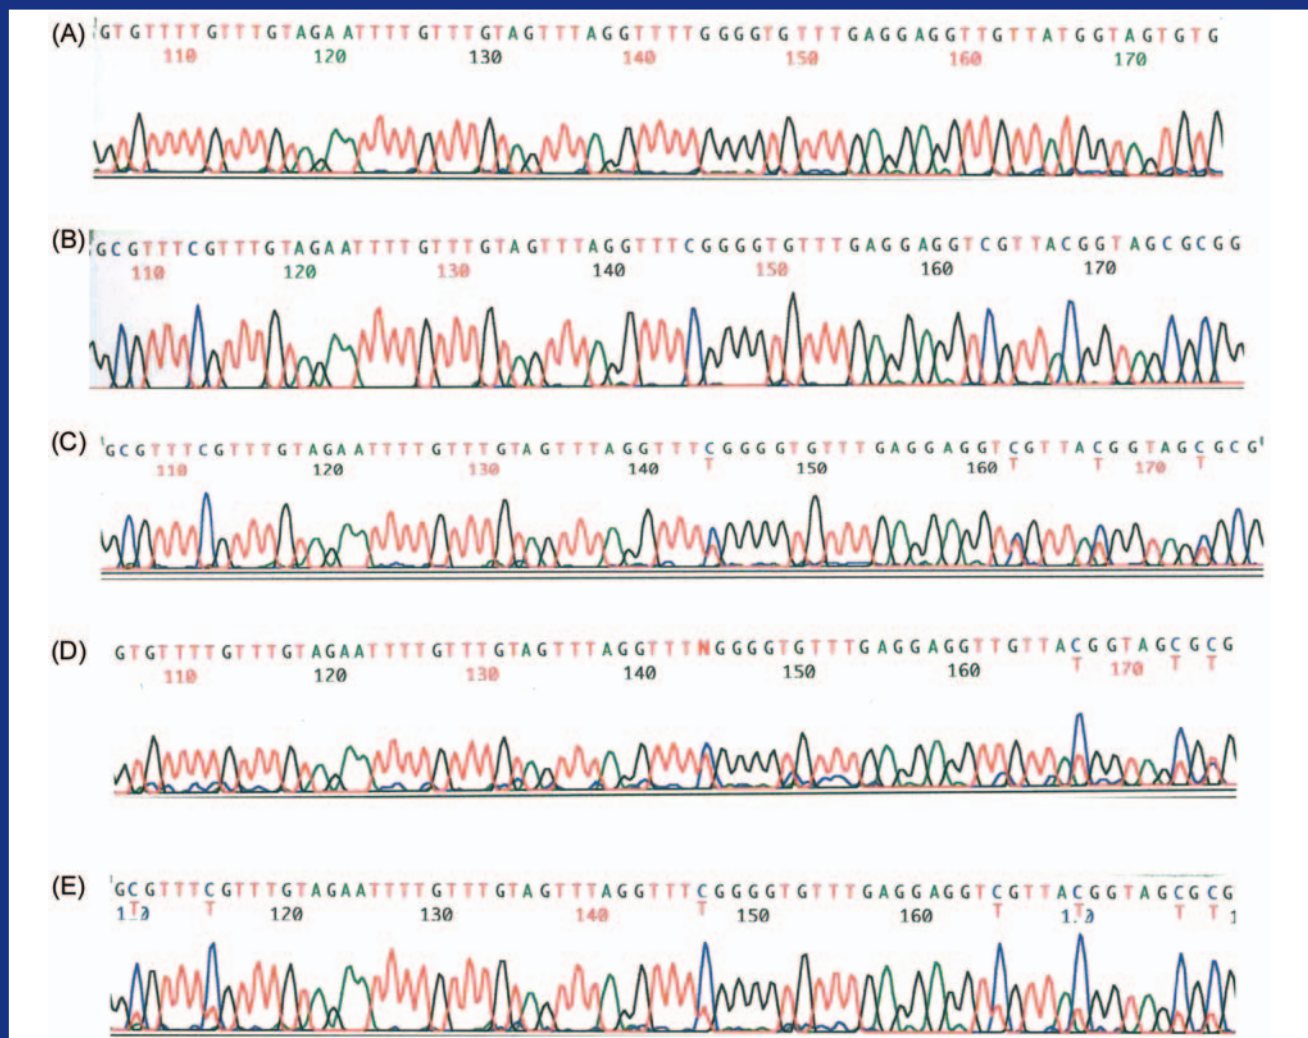 (A) GTGTTTTGTTTGTAGAATTTTGTTTGTAGTTTAGGTTTTGGGGTGTTTGAGGAGGTTGTTATGGTAGTGTG
110 120 130 140 150 160 170
(B) GCGTTTCGTTTGTAGAATTTTGTTTGTAGTTTAGGTTTCGGGGTGTTTGAGGAGGTCGTTACGGTAGCGCGG
110 120 130 140 150 160 170
(C) GCGTTTCGTTTGTAGAATTTTGTTTGTAGTTTAGGTTTCGGGGTGTTTGAGGAGGTCGTTACGGTAGCGCG
110 120 130 140 T 150 160 T T 170 T
(D) GTGTTTTGTTTGTAGAATTTTGTTTGTAGTTTAGGTTTNGGGGTGTTTGAGGAGGTTGTTACGGTAGCGCG
110 120 130 140 150 160 T 170 T T
(E) GCGTTTCGTTTGTAGAATTTTGTTTGTAGTTTAGGTTTCGGGGTGTTTGAGGAGGTCGTTACGGTAGCGCG
T T 120 130 140 T 150 160 T T T T